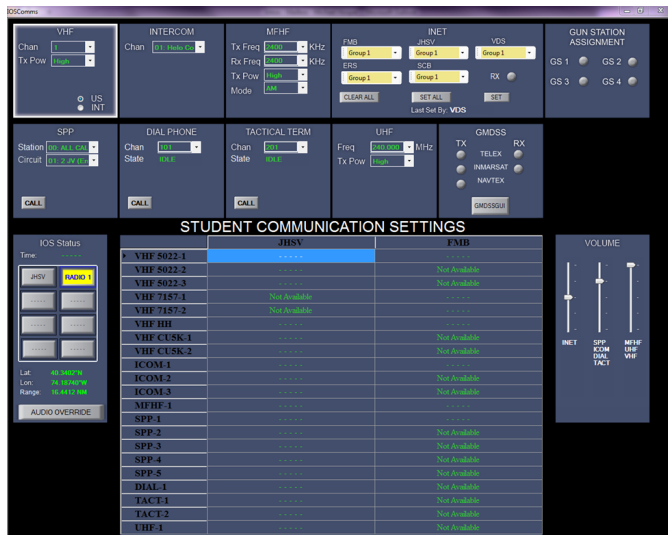 IOSComms
VHF
Chan 1
Tx Pow High
US
INT
INTERCOM
Chan 01: Helo Co
MFHF
Tx Freq 2400 KHz
Rx Freq 2400 KHz
Tx Pow High
Mode AM
INET
FMB JHSV VDS
Group 1 Group 1 Group 1
ERS SCB
Group 1 Group 1 RX
CLEAR ALL SET ALL SET
Last Set By: VDS
GUN STATION
ASSIGNMENT
GS 1 GS 2
GS 3 GS 4
SPP
Station 00: ALL CAL
Circuit 01: 2 JV (En
CALL
DIAL PHONE
Chan 101
State IDLE
CALL
TACTICAL TERM
Chan 201
State IDLE
CALL
UHF
Freq 240.000 MHz
Tx Pow High
GMDSS
TX RX
TELEX
INMARSAT
NAVTEX
GMDSSGUI
STUDENT COMMUNICATION SETTINGS
IOS Status
Time: -----
JHSV RADIO 1
----- -----
----- -----
----- -----
Lat: 40.3402°N
Lon: 74.16740°W
Range: 16.4412 NM
AUDIO OVERRIDE
JHSV FMB
VHF 5022-1 ----- -----
VHF 5022-2 ----- Not Available
VHF 5022-3 ----- Not Available
VHF 7157-1 Not Available -----
VHF 7157-2 Not Available -----
VHF HH ----- -----
VHF CU5K-1 ----- Not Available
VHF CU5K-2 ----- Not Available
ICOM-1 ----- -----
ICOM-2 ----- Not Available
ICOM-3 ----- Not Available
MFHF-1 ----- -----
SPP-1 ----- -----
SPP-2 ----- Not Available
SPP-3 ----- Not Available
SPP-4 ----- Not Available
SPP-5 ----- Not Available
DIAL-1 ----- Not Available
TACT-1 ----- Not Available
TACT-2 ----- Not Available
UHF-1 ----- Not Available
VOLUME
INET SPP MFHF
ICOM UHF
DIAL VHF
TACT